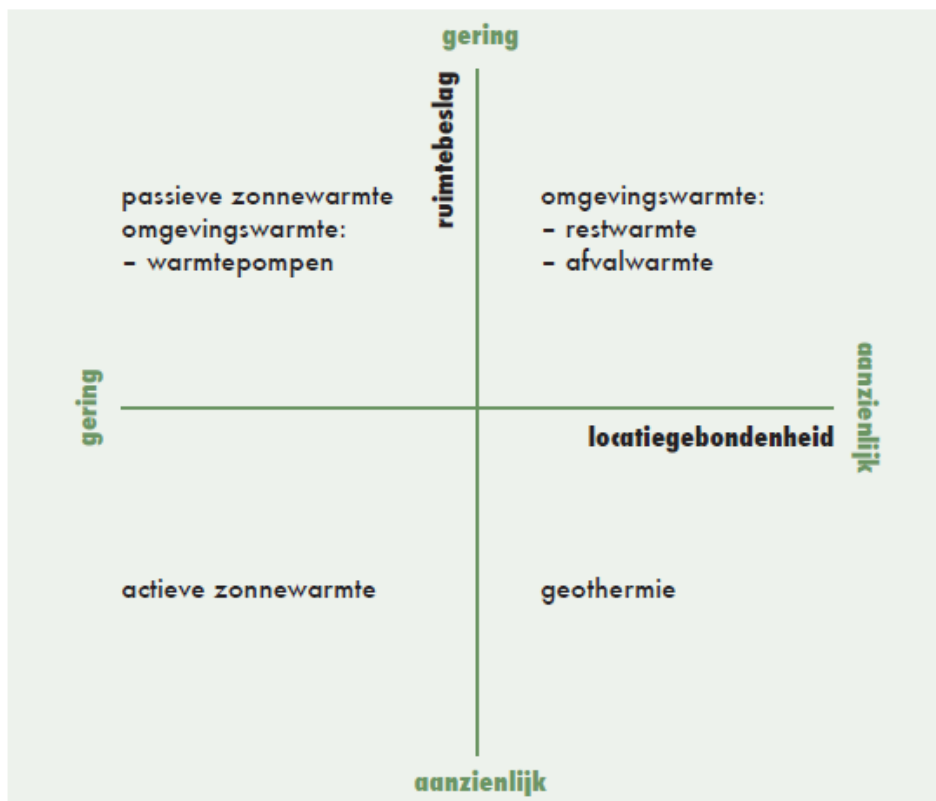 gering
ruimtebeslag
passieve zonnewarmte
omgevingswarmte:
– warmtepompen
omgevingswarmte:
– restwarmte
– afvalwarmte
gering
aanzienlijk
locatiegebondenheid
actieve zonnewarmte
geothermie
aanzienlijk